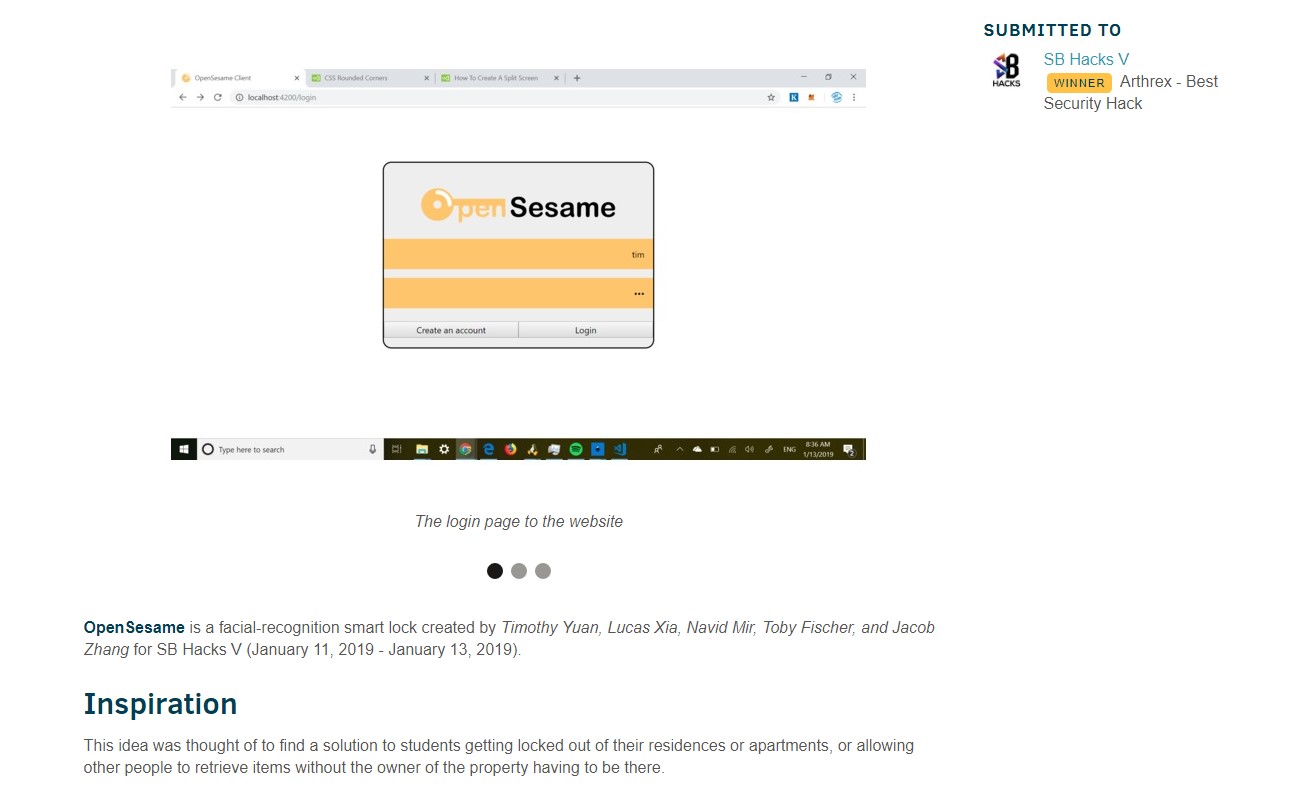 SUBMITTED TO
SB HACKS
SB Hacks V
WINNER Arthrex - Best
Security Hack
OpenSesame Client
CSS Rounded Corners
How To Create A Split Screen
localhost:4200/login
OpenSesame
tim
•••
Create an account
Login
Type here to search
ENG
8:36 AM
1/13/2019
2
The login page to the website
OpenSesame is a facial-recognition smart lock created by Timothy Yuan, Lucas Xia, Navid Mir, Toby Fischer, and Jacob
Zhang for SB Hacks V (January 11, 2019 - January 13, 2019).
Inspiration
This idea was thought of to find a solution to students getting locked out of their residences or apartments, or allowing
other people to retrieve items without the owner of the property having to be there.